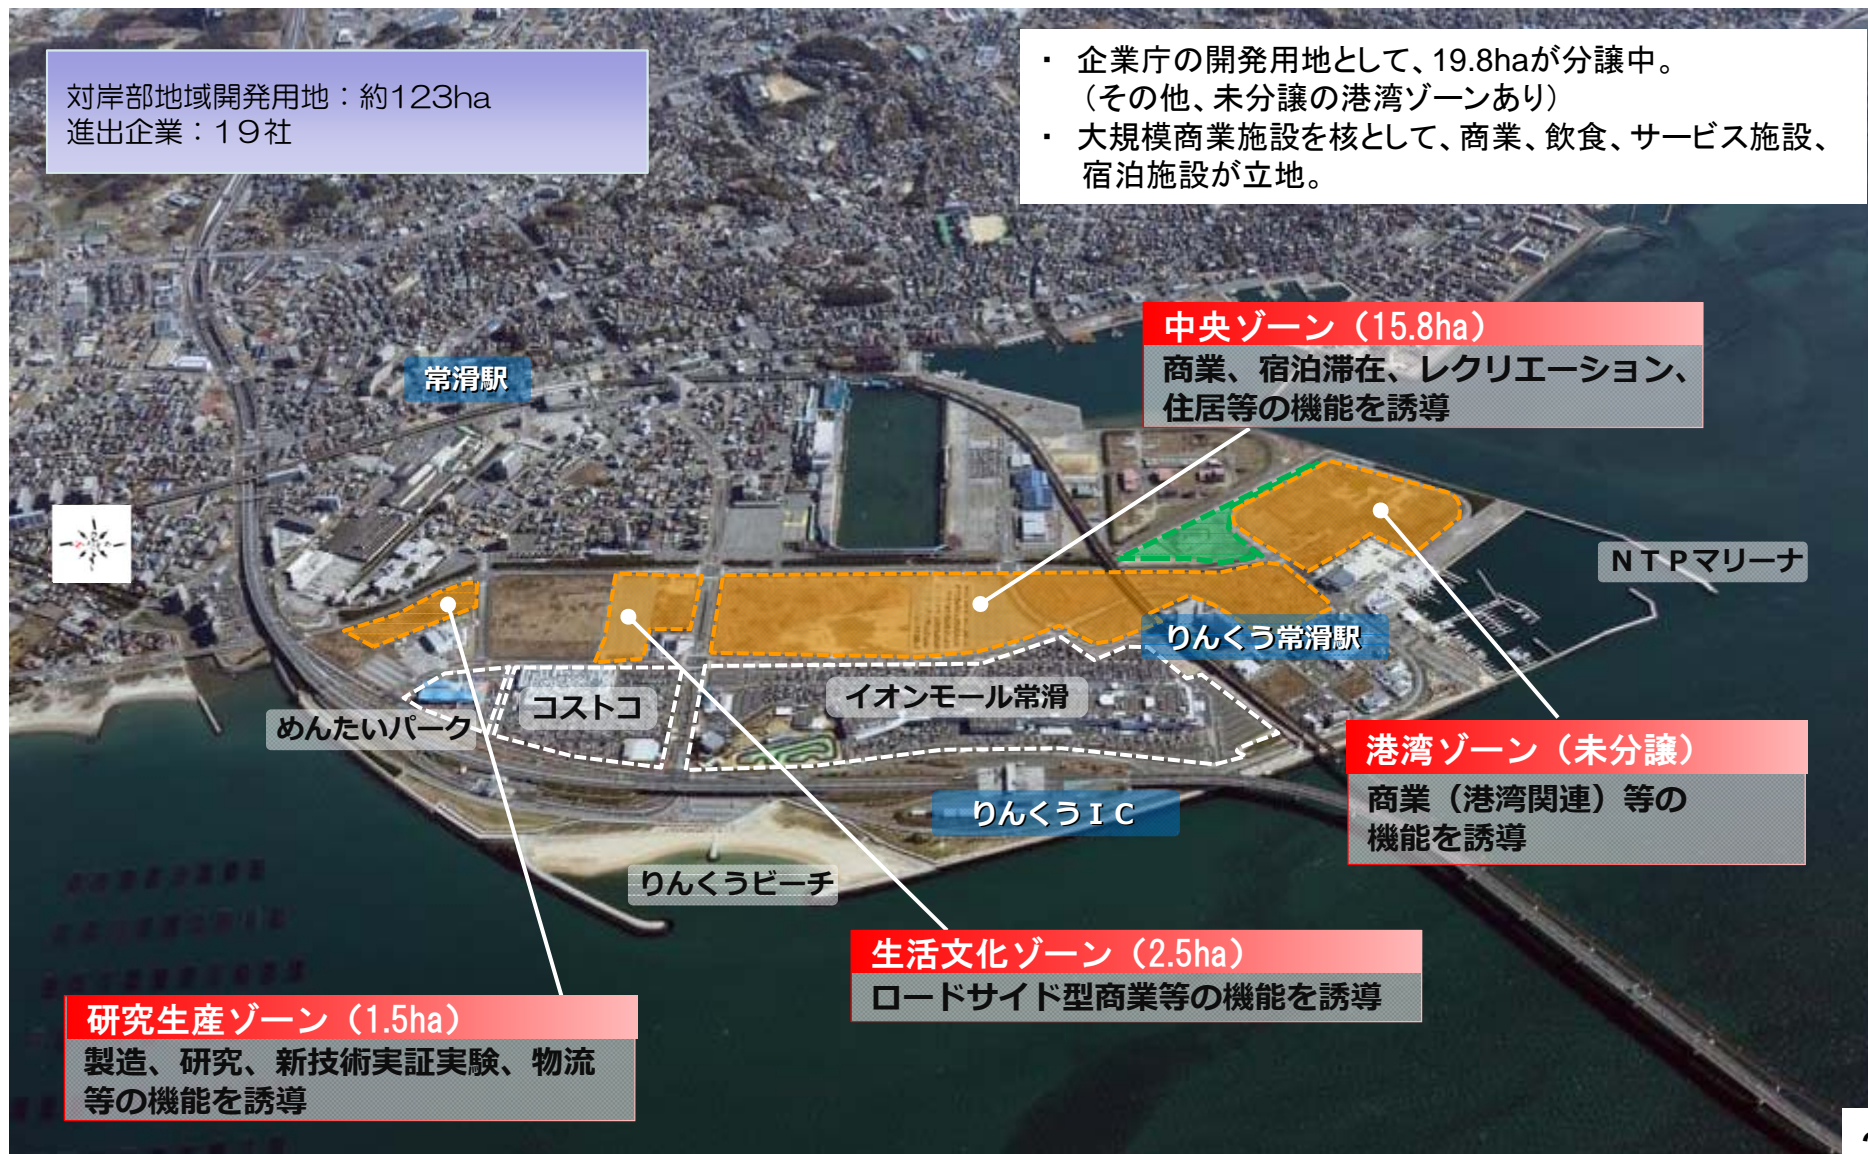 対岸部地域開発用地：約123ha
進出企業：１９社
・ 企業庁の開発用地として、19.8haが分譲中。
（その他、未分譲の港湾ゾーンあり）
・ 大規模商業施設を核として、商業、飲食、サービス施設、
宿泊施設が立地。
中央ゾーン（15.8ha）
商業、宿泊滞在、レクリエーション、
住居等の機能を誘導
常滑駅
ＮＴＰマリーナ
りんくう常滑駅
イオンモール常滑
コストコ
めんたいパーク
港湾ゾーン（未分譲）
商業（港湾関連）等の
機能を誘導
りんくうＩＣ
りんくうビーチ
生活文化ゾーン（2.5ha）
ロードサイド型商業等の機能を誘導
研究生産ゾーン（1.5ha）
製造、研究、新技術実証実験、物流
等の機能を誘導